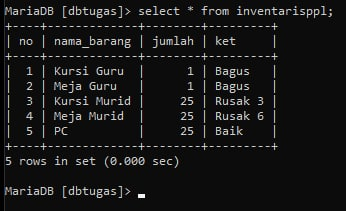 MariaDB [dbtugas]> select * from inventarisppl;
+----+-------------+--------+---------+
| no | nama_barang | jumlah | ket     |
+----+-------------+--------+---------+
|  1 | Kursi Guru  |      1 | Bagus   |
|  2 | Meja Guru   |      1 | Bagus   |
|  3 | Kursi Murid |     25 | Rusak 3 |
|  4 | Meja Murid  |     25 | Rusak 6 |
|  5 | PC          |     25 | Baik    |
+----+-------------+--------+---------+
5 rows in set (0.000 sec)
MariaDB [dbtugas]> _